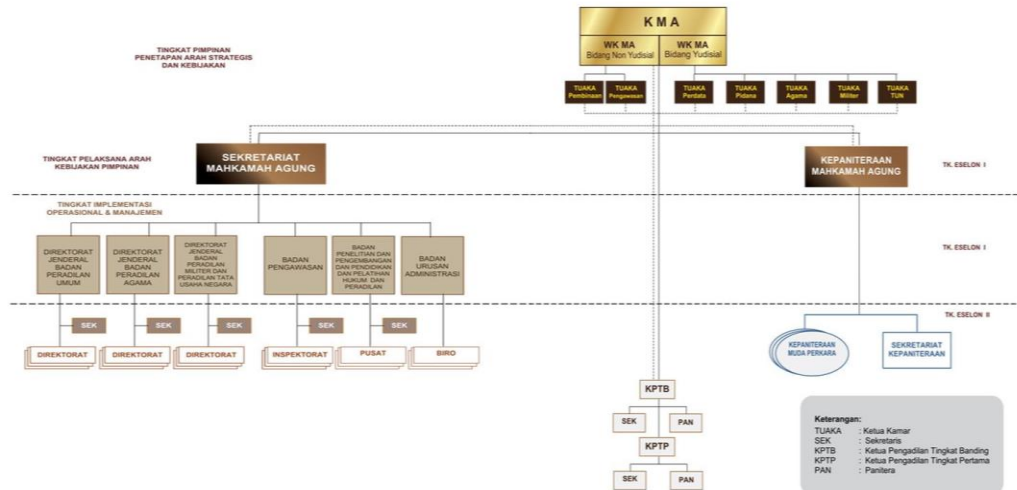 K M A
WK MA
Bidang Non Yudisial
WK MA
Bidang Yudisial
TINGKAT PIMPINAN
PENETAPAN ARAH STRATEGIS
DAN KEBIJAKAN
TUAKA
Pembinaan
TUAKA
Pengawasan
TUAKA
Perdata
TUAKA
Pidana
TUAKA
Agama
TUAKA
Militer
TUAKA
TUN
TINGKAT PELAKSANA ARAH
KEBIJAKAN PIMPINAN
SEKRETARIAT
MAHKAMAH AGUNG
KEPANITERAAN
MAHKAMAH AGUNG
TK. ESELON I
TINGKAT IMPLEMENTASI
OPERASIONAL & MANAJEMEN
DIREKTORAT
JENDERAL
BADAN
PERADILAN
UMUM
DIREKTORAT
JENDERAL
BADAN
PERADILAN
AGAMA
DIREKTORAT
JENDERAL
BADAN
PERADILAN
MILITER DAN
PERADILAN TATA
USAHA NEGARA
BADAN
PENGAWASAN
BADAN
PENELITIAN DAN
PENGEMBANGAN
DAN PENDIDIKAN
DAN PELATIHAN
HUKUM DAN
PERADILAN
BADAN
URUSAN
ADMINISTRASI
TK. ESELON I
TK. ESELON II
SEK
SEK
SEK
SEK
SEK
DIREKTORAT
DIREKTORAT
DIREKTORAT
INSPEKTORAT
PUSAT
BIRO
KEPANITERAAN
MUDA PERKARA
SEKRETARIAT
KEPANITERAAN
KPTB
SEK
PAN
KPTP
SEK
PAN
Keterangan:
TUAKA : Ketua Kamar
SEK : Sekretaris
KPTB : Ketua Pengadilan Tingkat Banding
KPTP : Ketua Pengadilan Tingkat Pertama
PAN : Panitera